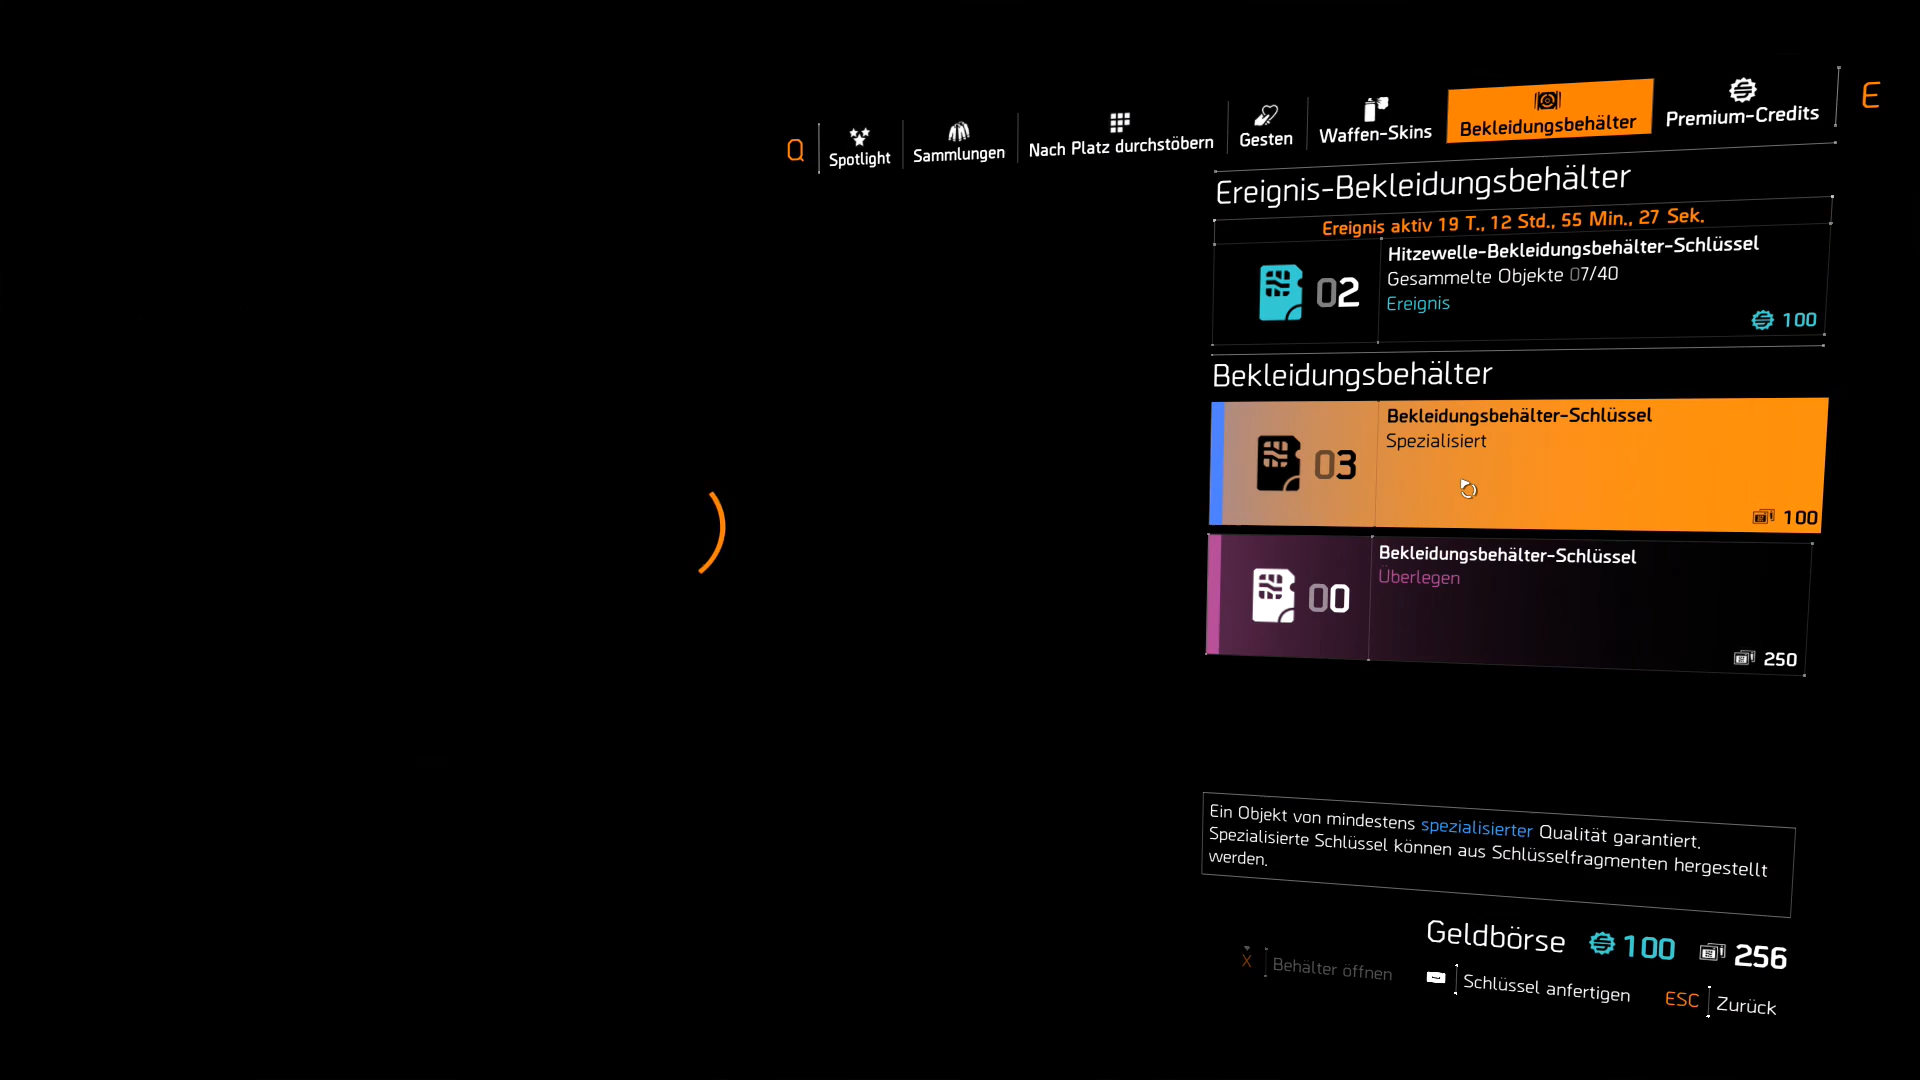 Q
Spotlight
Sammlungen
Nach Platz durchstöbern
Gesten
Waffen-Skins
Bekleidungsbehälter
Premium-Credits
E
Ereignis-Bekleidungsbehälter
Ereignis aktiv 19 T., 12 Std., 55 Min., 27 Sek.
02
Hitzewelle-Bekleidungsbehälter-Schlüssel
Gesammelte Objekte 07/40
Ereignis
100
Bekleidungsbehälter
03
Bekleidungsbehälter-Schlüssel
Spezialisiert
100
00
Bekleidungsbehälter-Schlüssel
Überlegen
250
Ein Objekt von mindestens spezialisierter Qualität garantiert.
Spezialisierte Schlüssel können aus Schlüsselfragmenten hergestellt
werden.
Geldbörse 100 256
X Behälter öffnen
Schlüssel anfertigen
ESC Zurück